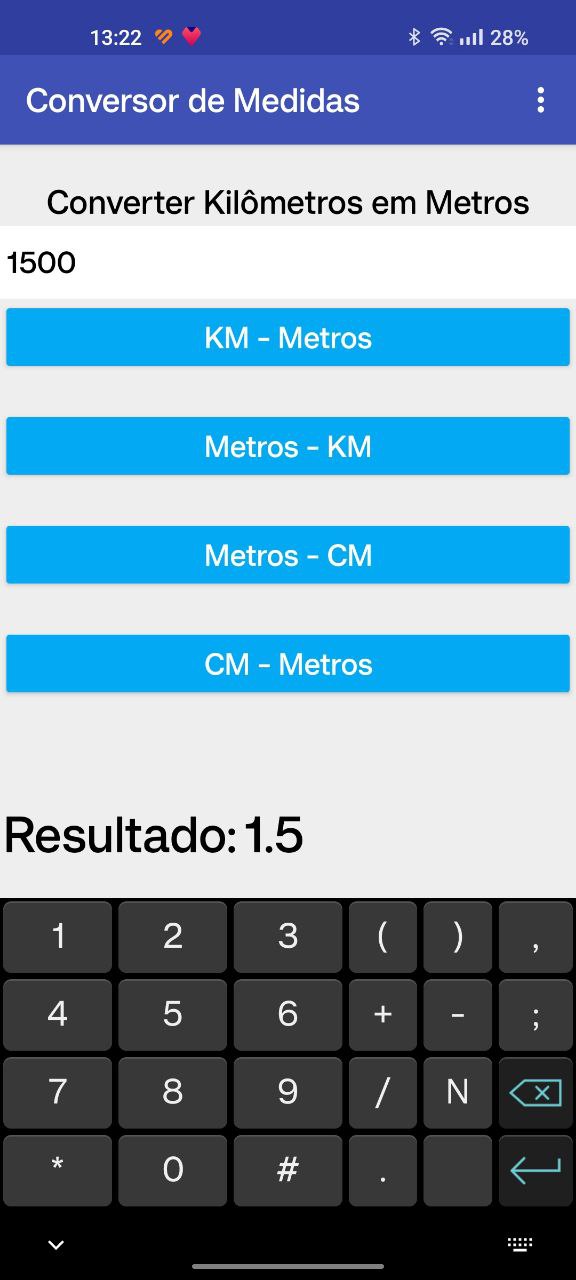 13:22 28%
Conversor de Medidas
Converter Kilômetros em Metros
1500
KM - Metros
Metros - KM
Metros - CM
CM - Metros
Resultado: 1.5
1 2 3 ( ) ,
4 5 6 + - ;
7 8 9 / N
* 0 # .